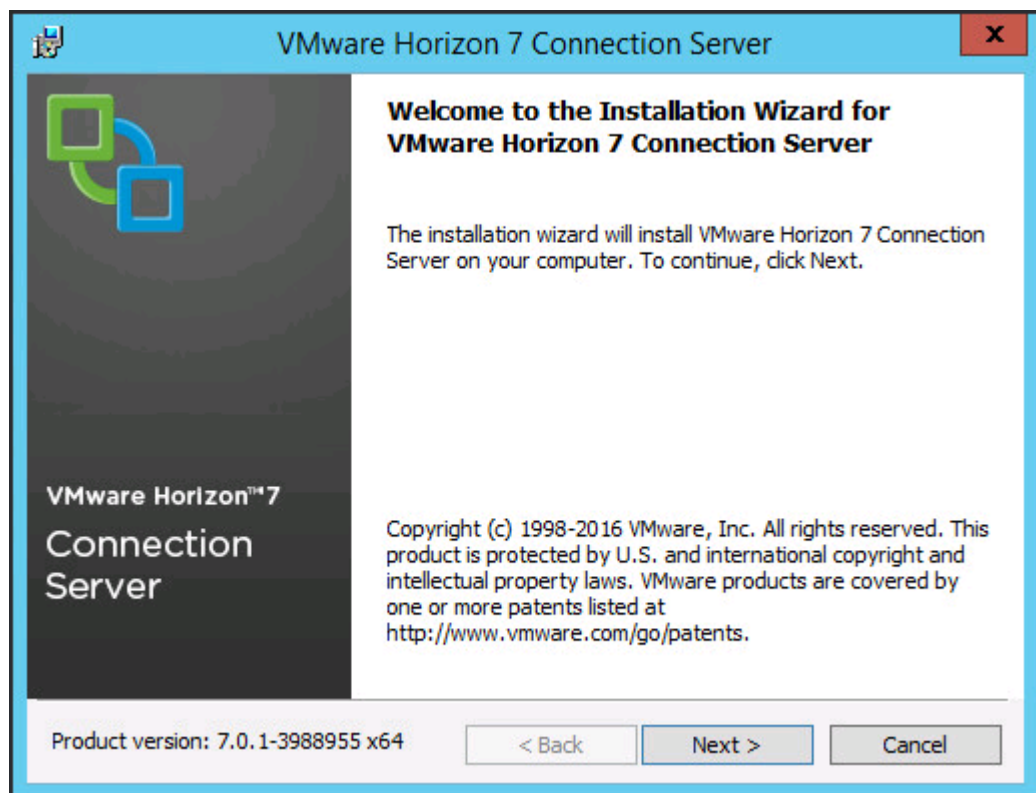 VMware Horizon 7 Connection Server
x
Welcome to the Installation Wizard for
VMware Horizon 7 Connection Server
The installation wizard will install VMware Horizon 7 Connection
Server on your computer. To continue, click Next.
VMware Horizon™7
Connection
Server
Copyright (c) 1998-2016 VMware, Inc. All rights reserved. This
product is protected by U.S. and international copyright and
intellectual property laws. VMware products are covered by
one or more patents listed at
http://www.vmware.com/go/patents.
Product version: 7.0.1-3988955 x64
< Back
Next >
Cancel